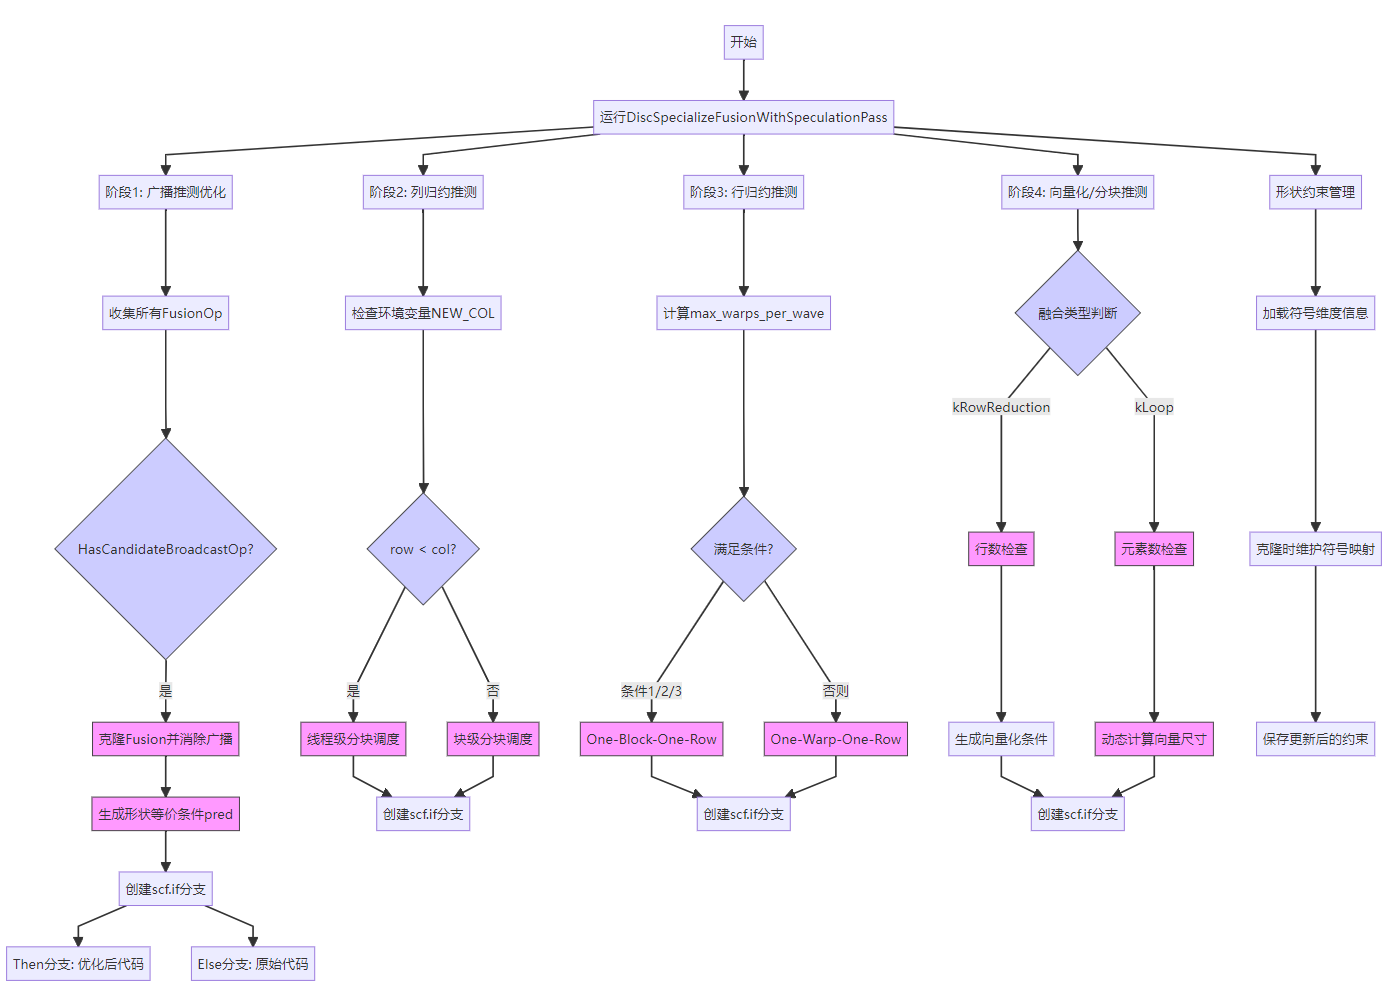 开始
运行DiscSpecializeFusionWithSpeculationPass
阶段1: 广播推测优化
阶段2: 列归约推测
阶段3: 行归约推测
阶段4: 向量化/分块推测
形状约束管理
收集所有FusionOp
检查环境变量NEW_COL
计算max_warps_per_wave
融合类型判断
加载符号维度信息
kRowReduction
kLoop
HasCandidateBroadcastOp?
row < col?
满足条件?
行数检查
元素数检查
克隆时维护符号映射
是
是
否
条件1/2/3
否则
克隆Fusion并消除广播
线程级分块调度
块级分块调度
One-Block-One-Row
One-Warp-One-Row
生成向量化条件
动态计算向量尺寸
保存更新后的约束
生成形状等价条件pred
创建scf.if分支
创建scf.if分支
创建scf.if分支
创建scf.if分支
Then分支: 优化后代码
Else分支: 原始代码